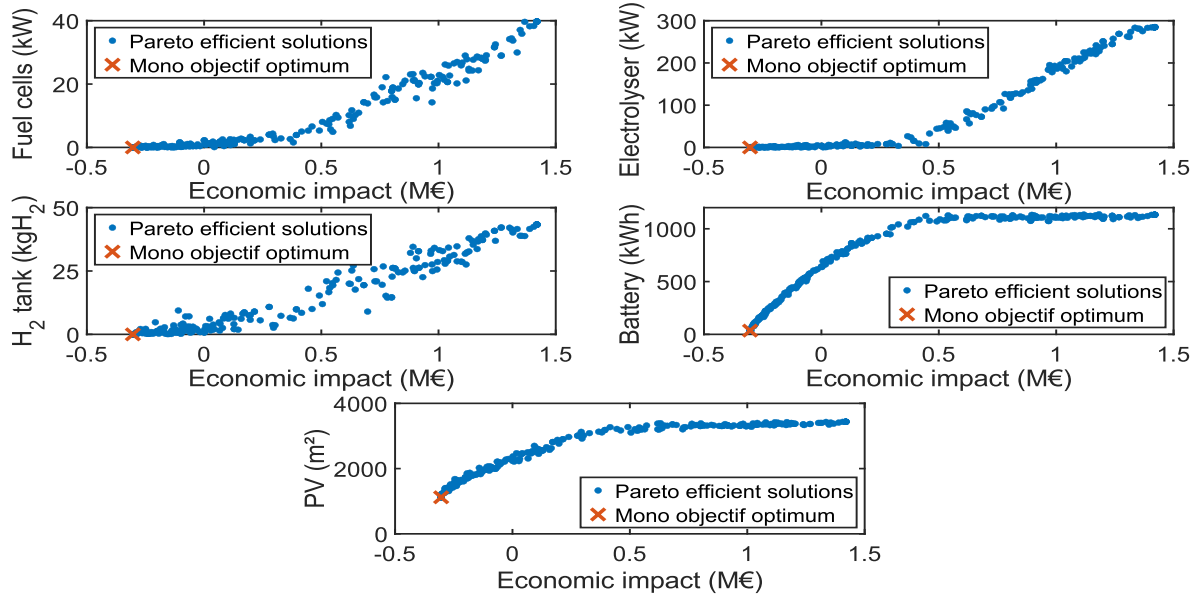 Fuel cells (kW)
40
20
0
Pareto efficient solutions
Mono objectif optimum
-0.5
0
0.5
1
1.5
Economic impact (M€)
Electrolyser (kW)
300
200
100
0
Pareto efficient solutions
Mono objectif optimum
-0.5
0
0.5
1
1.5
Economic impact (M€)
H₂ tank (kgH₂)
50
25
0
Pareto efficient solutions
Mono objectif optimum
-0.5
0
0.5
1
1.5
Economic impact (M€)
Battery (kWh)
1000
500
0
Pareto efficient solutions
Mono objectif optimum
-0.5
0
0.5
1
1.5
Economic impact (M€)
PV (m²)
4000
2000
0
Pareto efficient solutions
Mono objectif optimum
-0.5
0
0.5
1
1.5
Economic impact (M€)